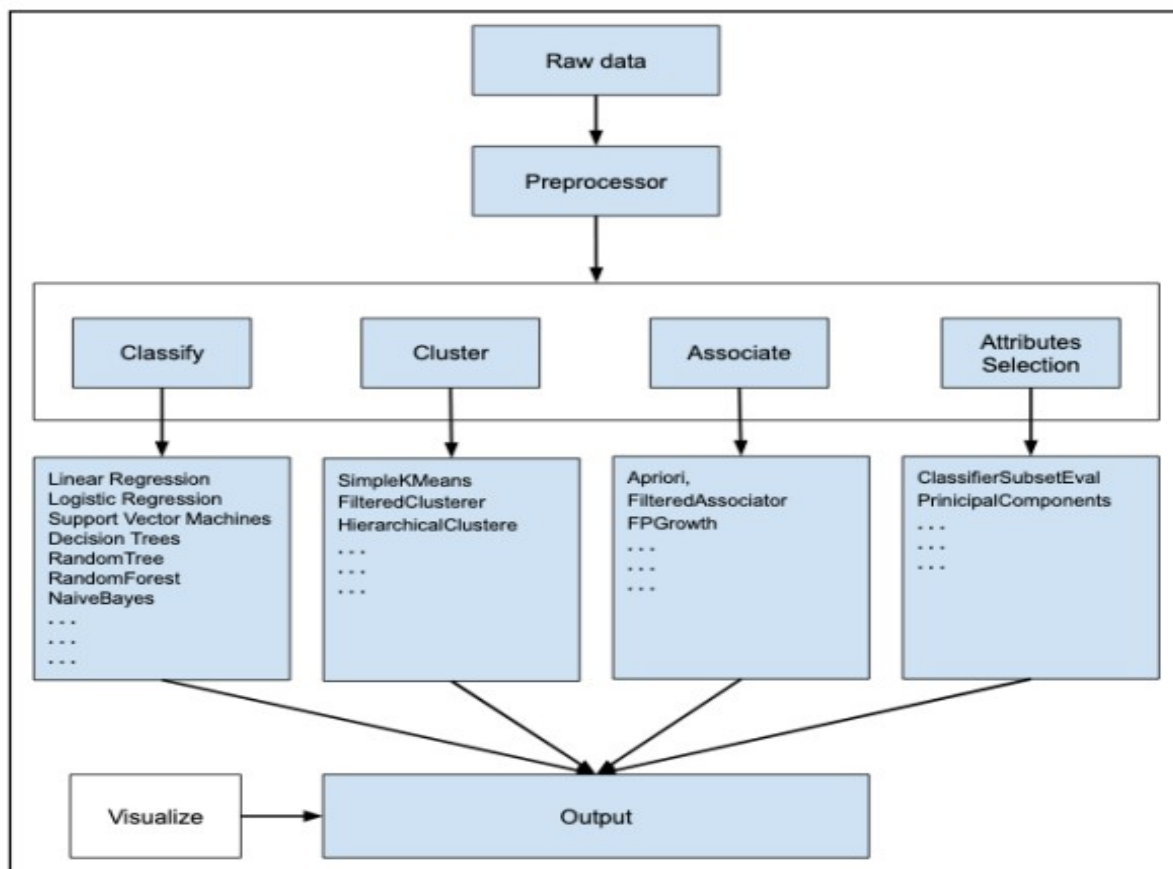 Raw data
Preprocessor
Classify
Cluster
Associate
Attributes
Selection
Linear Regression
Logistic Regression
Support Vector Machines
Decision Trees
RandomTree
RandomForest
NaiveBayes
. . .
. . .
. . .
SimpleKMeans
FilteredClusterer
HierarchicalClustere
. . .
. . .
. . .
Apriori,
FilteredAssociator
FPGrowth
. . .
. . .
. . .
ClassifierSubsetEval
PrinicipalComponents
. . .
. . .
. . .
Visualize
Output